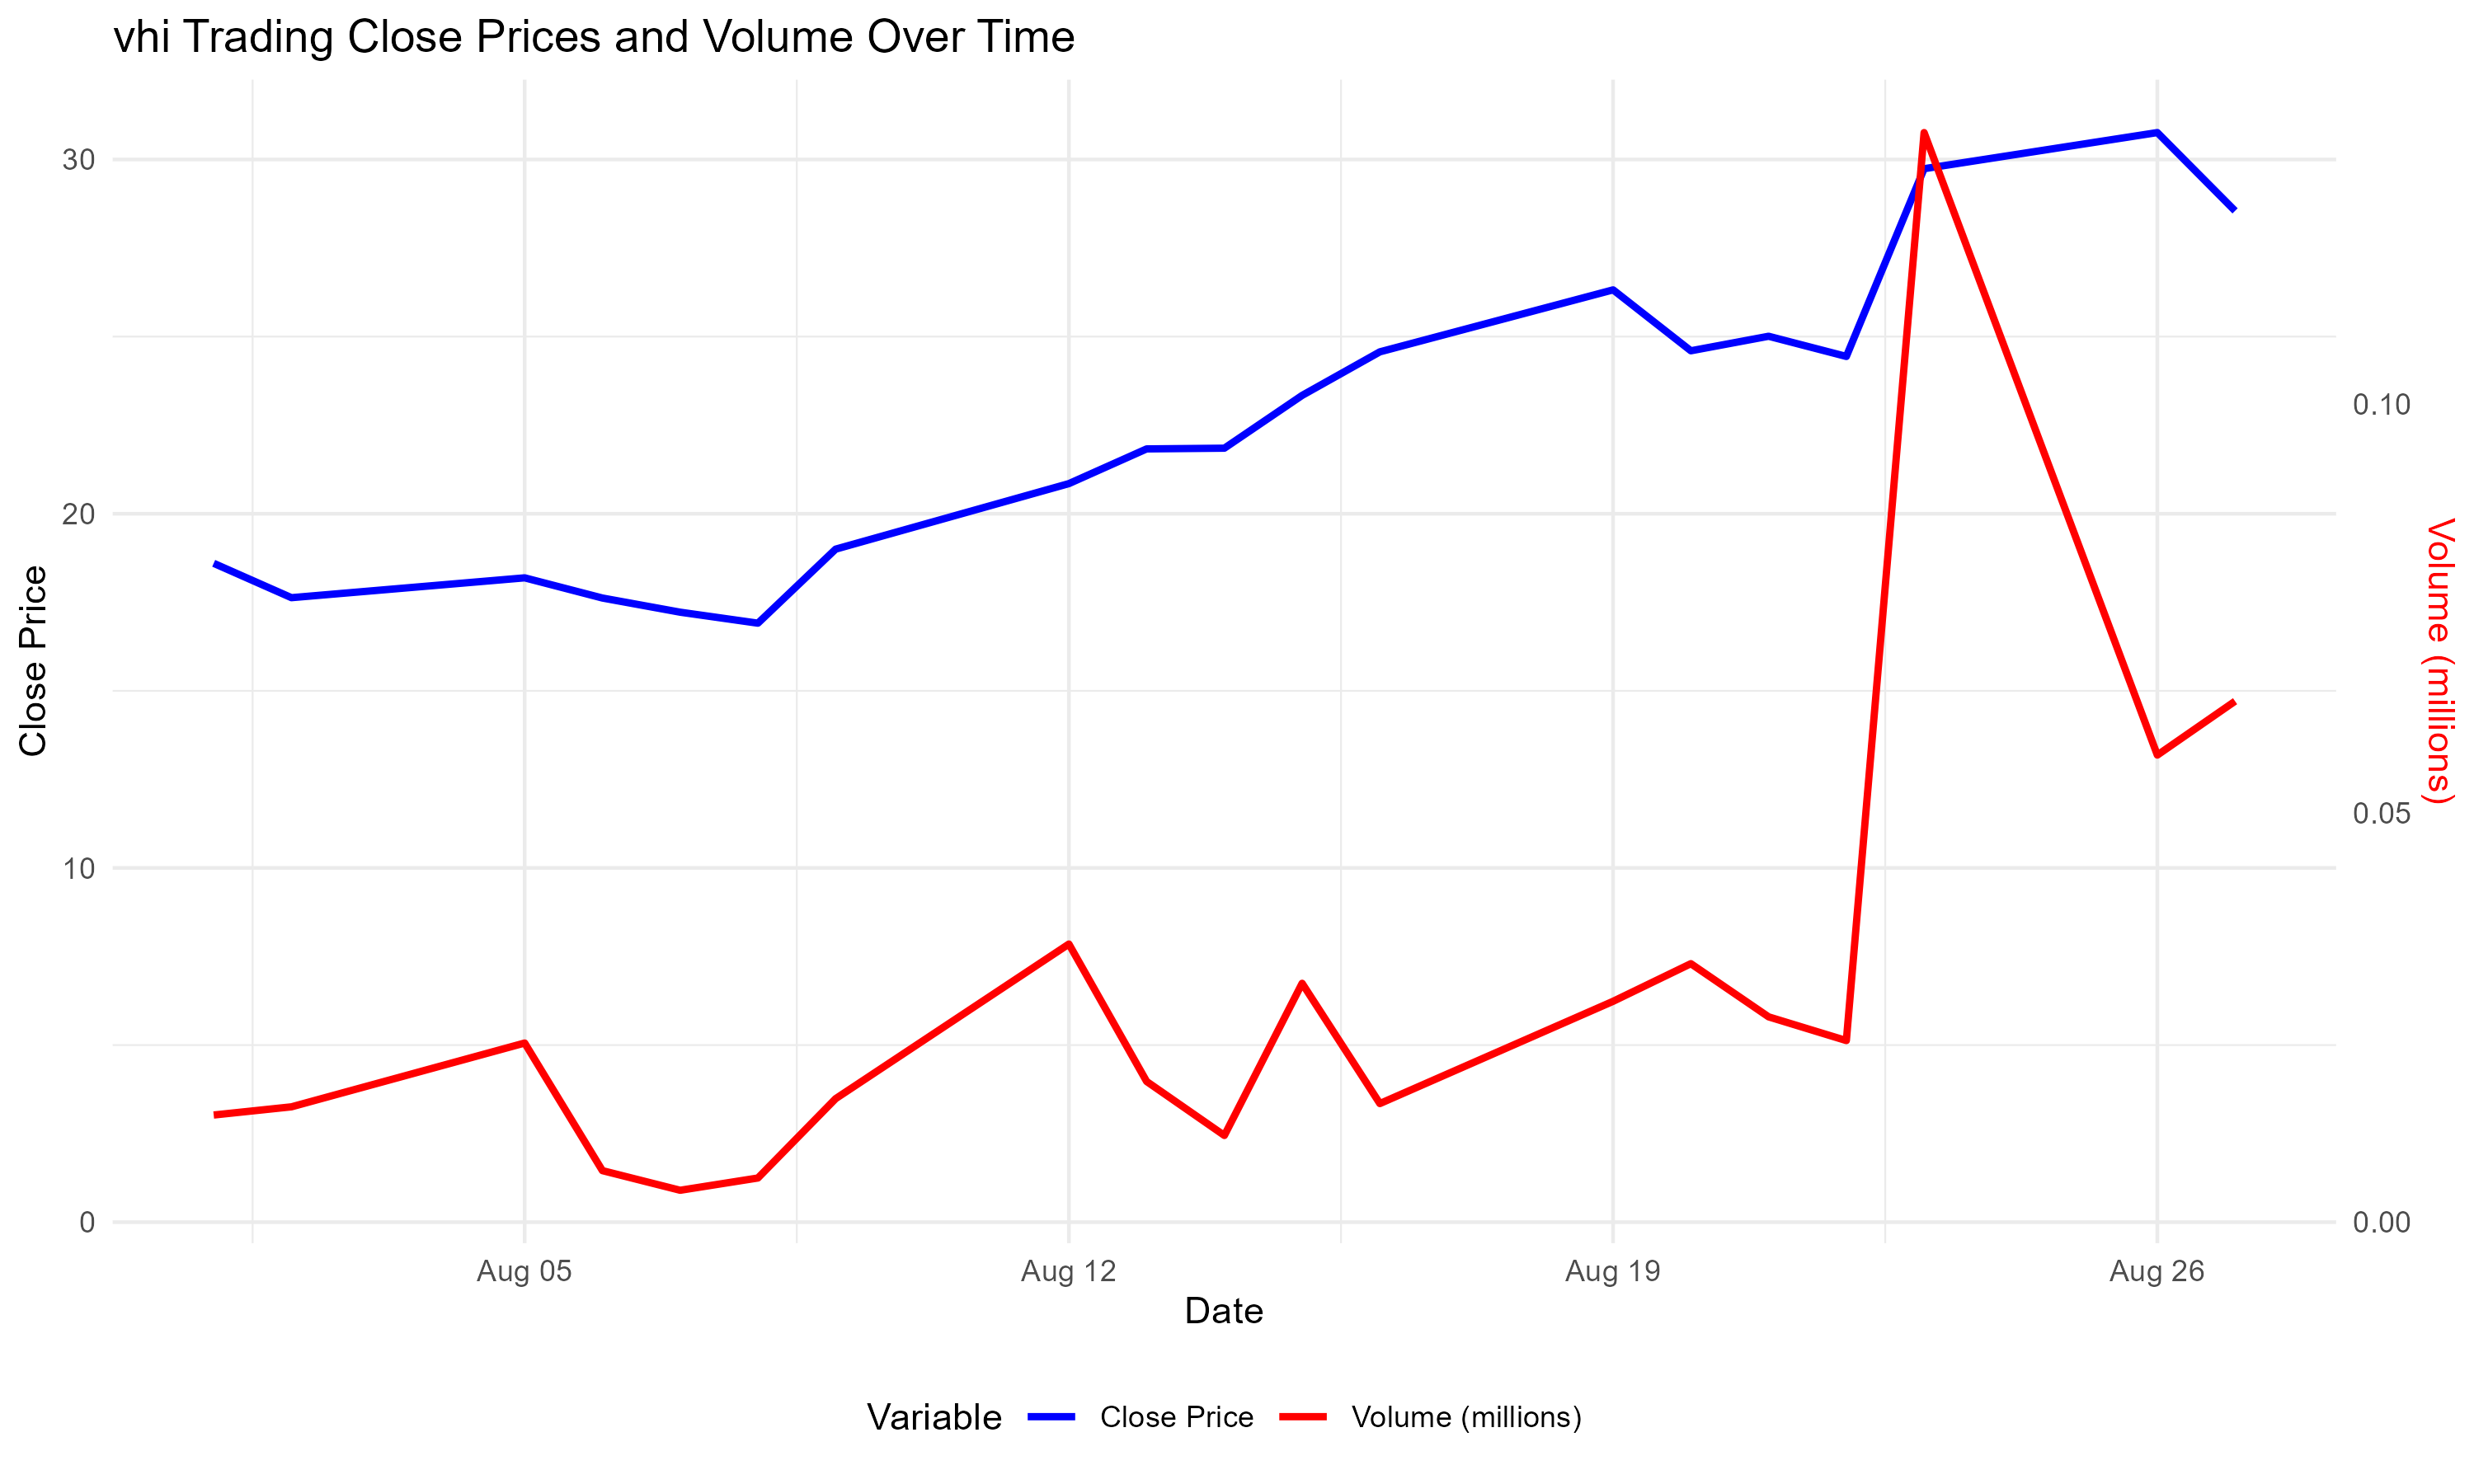 vhi Trading Close Prices and Volume Over Time
Close Price
30
20
10
0
0.10
0.05
0.00
Volume (millions)
Aug 05
Aug 12
Aug 19
Aug 26
Date
Variable
Close Price
Volume (millions)